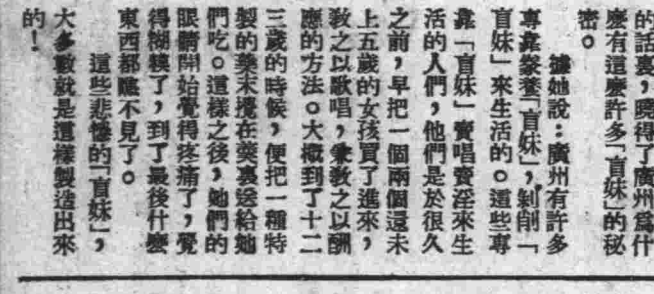 的話裏，曉得了廣州爲什
麽有這麽許多「盲妹」的秘
密。
據她說：廣州有許多
專靠豢養「盲妹」，剝削「
盲妹」來生活的。這些專
靠「盲妹」賣唱賣淫來生
活的人們，他們是於很久
之前，早把一個兩個還未
上五歲的女孩買了進來，
教之以歌唱，兼教之以酬
應的方法。大概到了十二
三歲的時候，便把一種特
製的藥末攪在羹裏送給她
們吃。這樣之後，她們的
眼睛開始覺得疼痛了，覺
得糊糢了，到了最後什麽
東西都瞧不見了。
這些悲慘的「盲妹」，
大多數就是這樣製造出來
的！